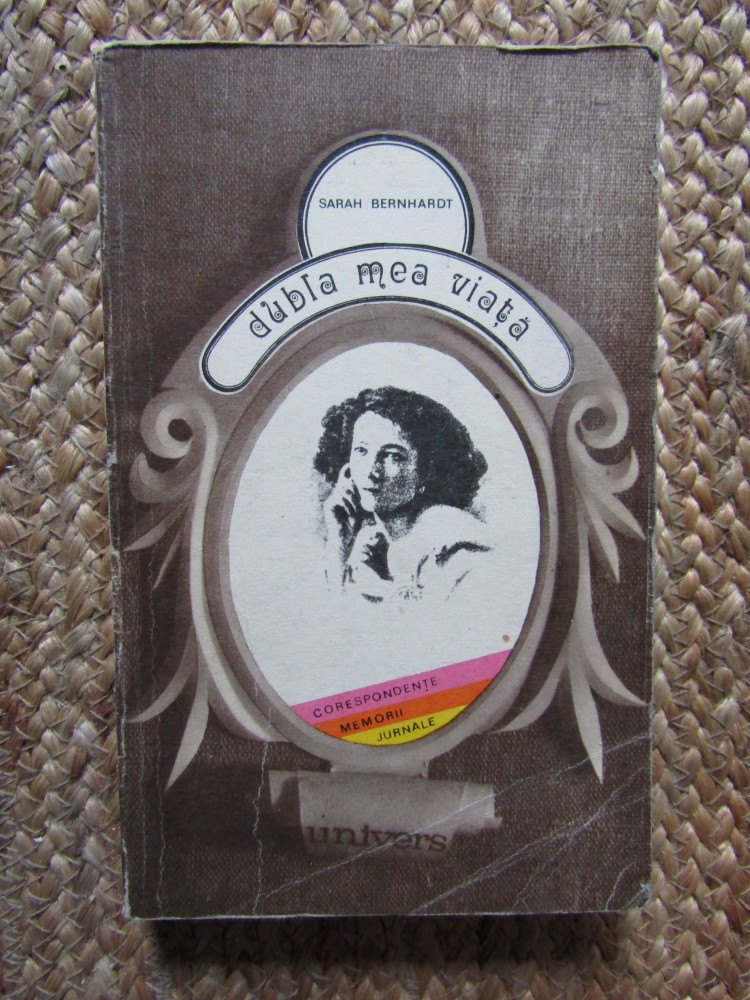 SARAH BERNHARDT
dubla mea viață
CORESPONDENȚE
MEMORII
JURNALE
univers